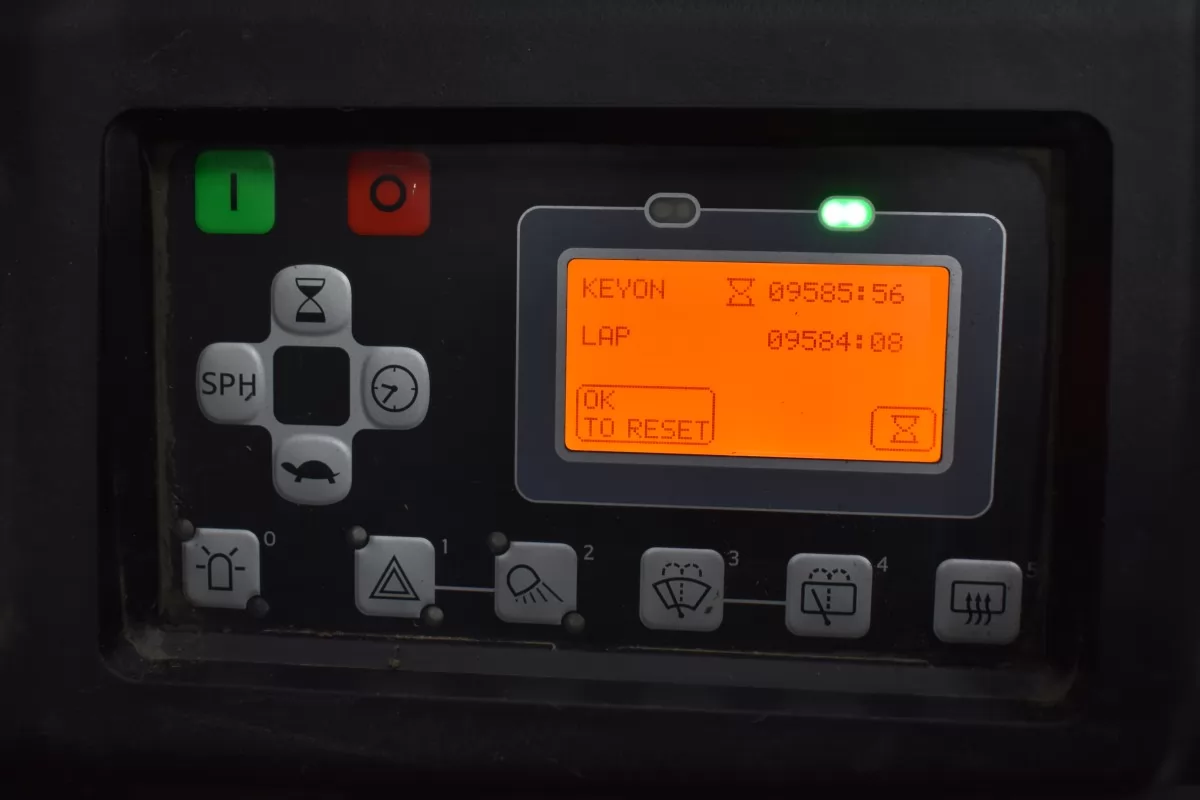 I
O
KEYON 09585:56
LAP 09584:08
OK
TO RESET
SPH
0
1
2
3
4
5